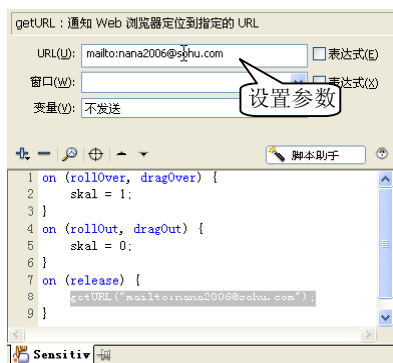 getURL：通知 Web 浏览器定位到指定的 URL
URL(U): mailto:nana2006@sohu.com 表达式(E)
窗口(W): 表达式(X)
设置参数
变量(V): 不发送
脚本助手
1 on (rollOver, dragOver) {
2 skal = 1;
3 }
4 on (rollOut, dragOut) {
5 skal = 0;
6 }
7 on (release) {
8 getURL("mailto:nana2006@sohu.com");
9 }
Sensitiv